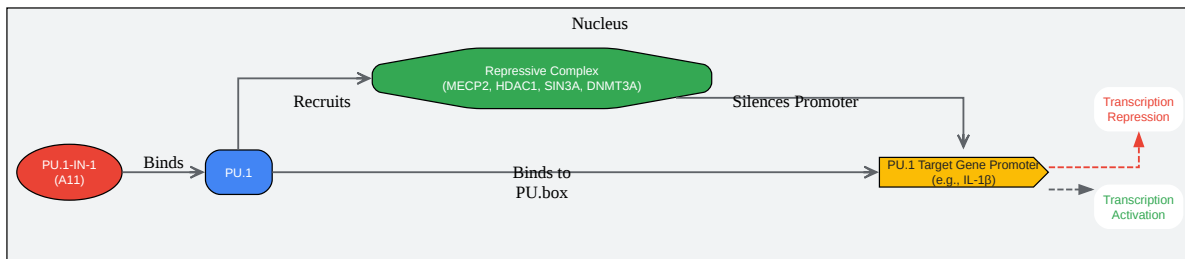 Nucleus
Repressive Complex
(MECP2, HDAC1, SIN3A, DNMT3A)
Recruits
Silences Promoter
Transcription
Repression
PU.1-IN-1
(A11)
Binds
PU.1
Binds to
PU.box
PU.1 Target Gene Promoter
(e.g., IL-1β)
Transcription
Activation